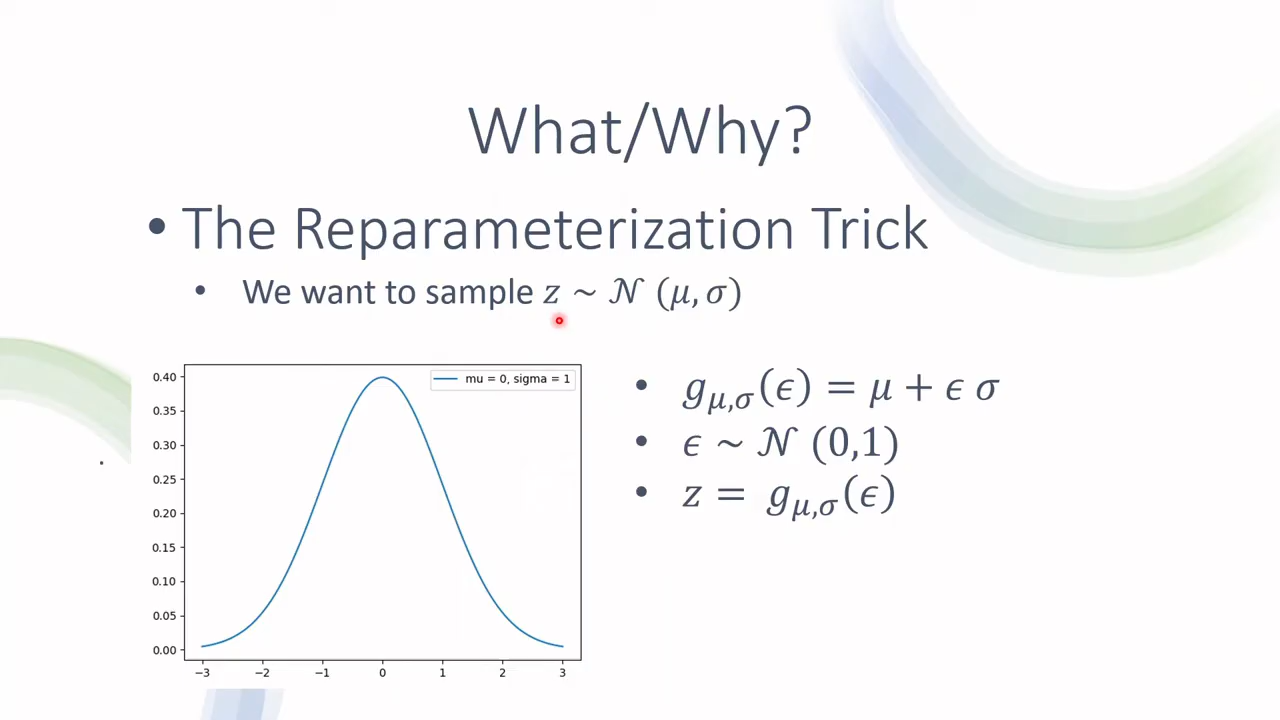 What/Why?
• The Reparameterization Trick
• We want to sample 𝑧 ~ 𝒩 (𝜇, 𝜎)
mu = 0, sigma = 1
0.40
0.35
0.30
0.25
0.20
0.15
0.10
0.05
0.00
−3 −2 −1 0 1 2 3
• 𝑔𝜇,𝜎(𝜖) = 𝜇 + 𝜖 𝜎
• 𝜖 ~ 𝒩 (0,1)
• 𝑧 = 𝑔𝜇,𝜎(𝜖)